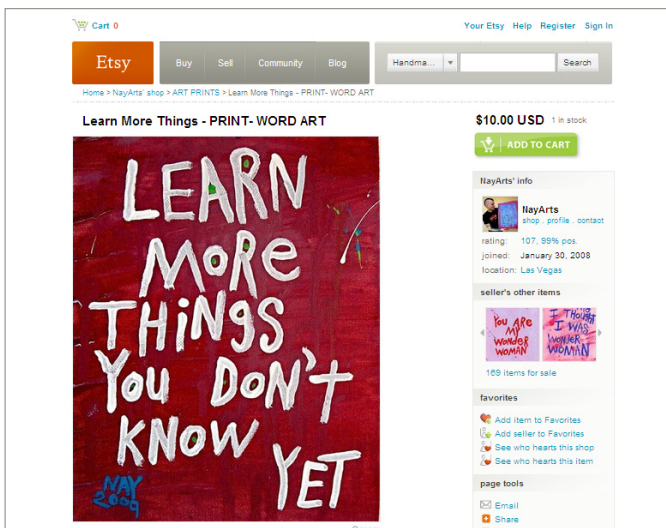 Cart 0
Your Etsy Help Register Sign In
Etsy
Buy Sell Community Blog
Handma... Search
Home > NayArts' shop > ART PRINTS > Learn More Things - PRINT- WORD ART
Learn More Things - PRINT- WORD ART
$10.00 USD 1 in stock
ADD TO CART
LEARN
MORE
THiNgS
You DON'T
KNOW
YET
NAY
2009
NayArts' info
NayArts
shop . profile . contact
rating: 107, 99% pos.
joined: January 30, 2008
location: Las Vegas
seller's other items
You ARE
MY
WONDER
WOMAN
I THOUGHT
I WAS
WONDER
WOMAN
169 items for sale
favorites
Add item to Favorites
Add seller to Favorites
See who hearts this shop
See who hearts this item
page tools
Email
Share